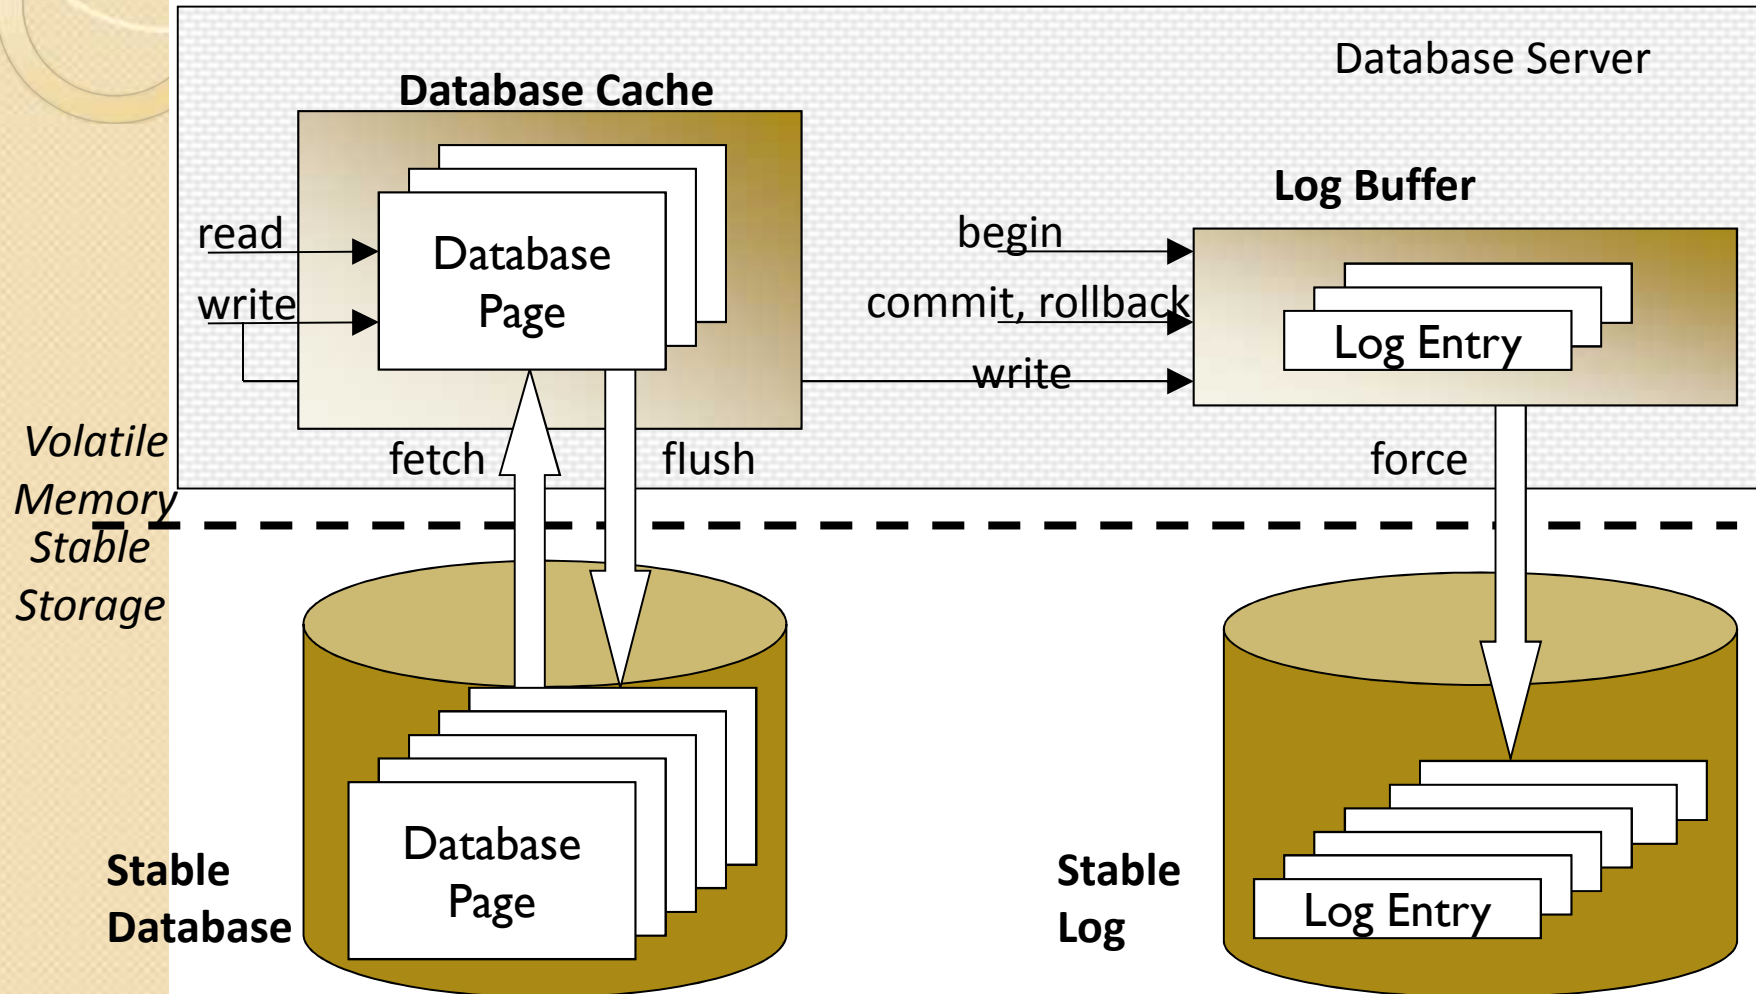 Database Server
Database Cache
Log Buffer
read
write
Database
Page
begin
commit, rollback
write
Log Entry
fetch
flush
force
Volatile
Memory
Stable
Storage
Database
Page
Stable
Database
Stable
Log
Log Entry